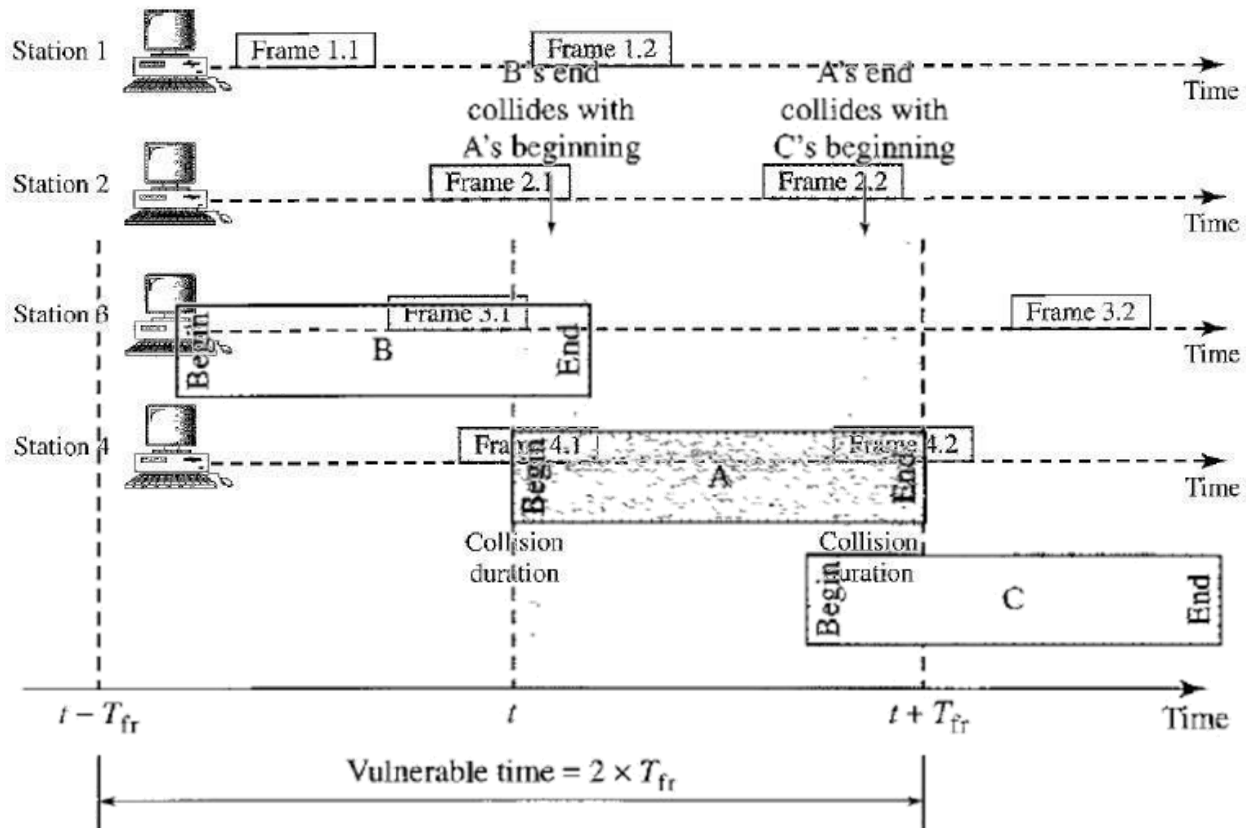 Station 1
Frame 1.1
Frame 1.2
Time
B's end
collides with
A's beginning
A's end
collides with
C's beginning
Station 2
Frame 2.1
Frame 2.2
Time
Station 3
Frame 3.1
Frame 3.2
Time
Begin
B
End
Station 4
Frame 4.1
Frame 4.2
Time
Begin
A
End
Collision
duration
Collision
duration
Begin
C
End
t − Tfr
t
t + Tfr
Time
Vulnerable time = 2 × Tfr